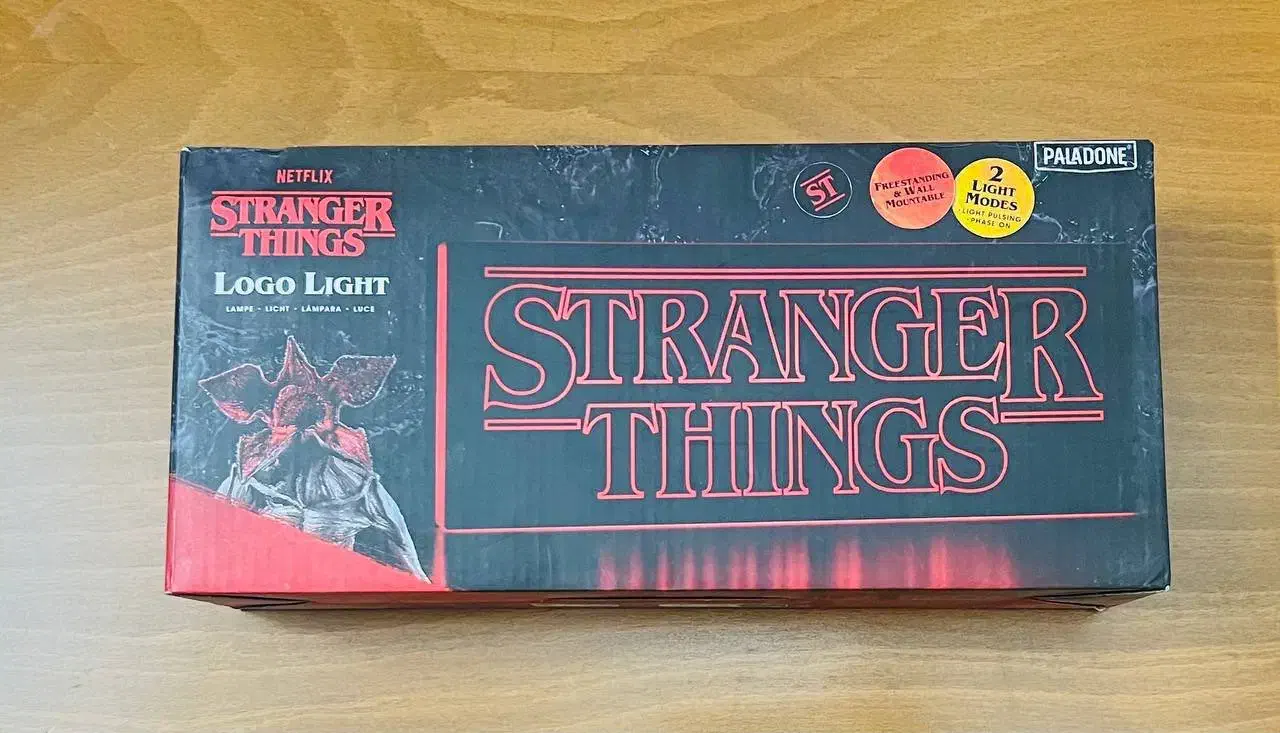 NETFLIX
STRANGER
THINGS
LOGO LIGHT
LAMPE - LICHT - LÁMPARA - LUCE
ST
FREESTANDING
& WALL
MOUNTABLE
2
LIGHT
MODES
· LIGHT PULSING
· PHASE ON
PALADONE
STRANGER
THINGS